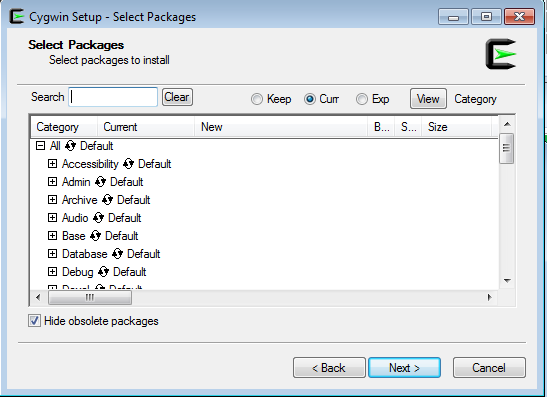 Cygwin Setup - Select Packages
Select Packages
Select packages to install
Search Clear Keep Curr Exp View Category
Category Current New B... S... Size
All Default
Accessibility Default
Admin Default
Archive Default
Audio Default
Base Default
Database Default
Debug Default
Devel Default
Hide obsolete packages
< Back Next > Cancel